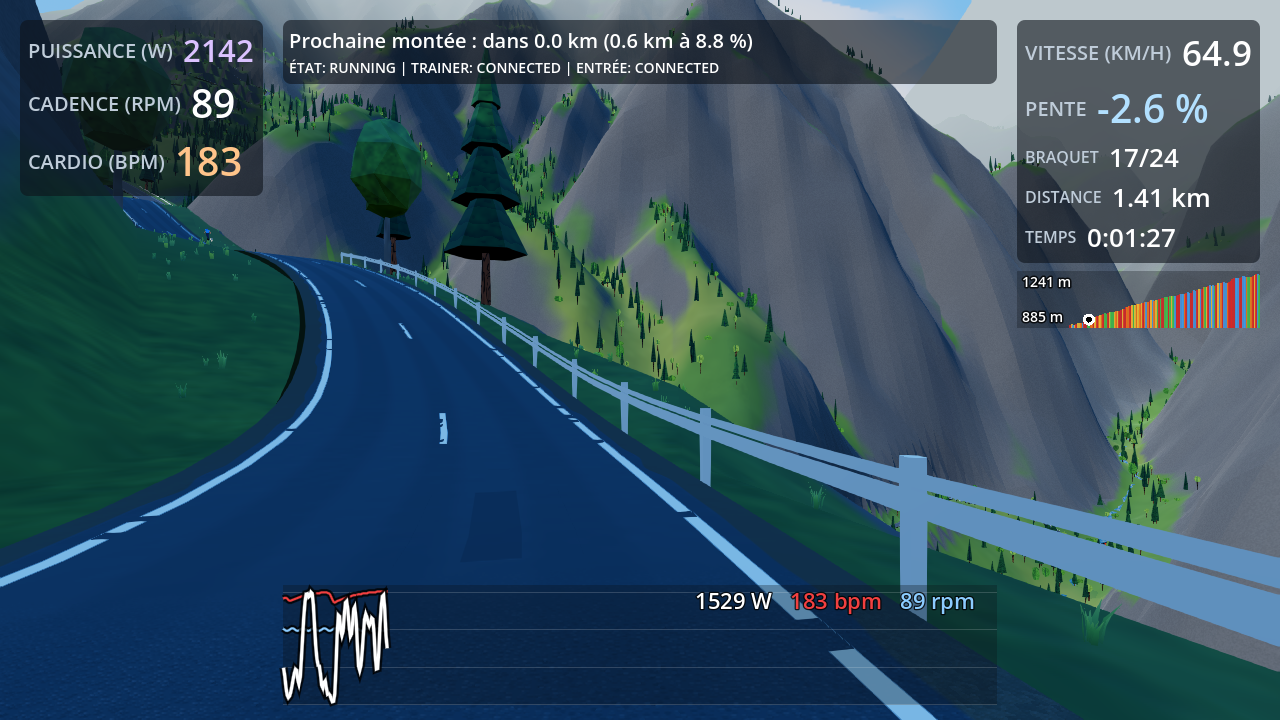 PUISSANCE (W) 2142
CADENCE (RPM) 89
CARDIO (BPM) 183
Prochaine montée : dans 0.0 km (0.6 km à 8.8 %)
ÉTAT: RUNNING | TRAINER: CONNECTED | ENTRÉE: CONNECTED
VITESSE (KM/H) 64.9
PENTE -2.6 %
BRAQUET 17/24
DISTANCE 1.41 km
TEMPS 0:01:27
1241 m
885 m
1529 W 183 bpm 89 rpm